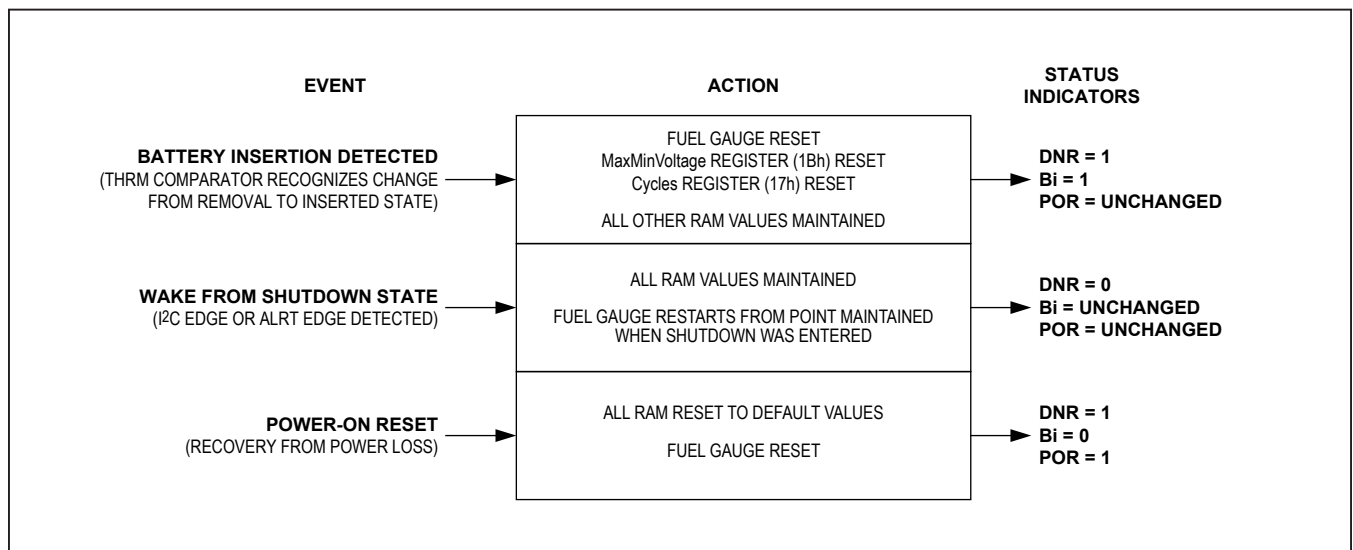 EVENT
ACTION
STATUS
INDICATORS
BATTERY INSERTION DETECTED
(THRM COMPARATOR RECOGNIZES CHANGE
FROM REMOVAL TO INSERTED STATE)
FUEL GAUGE RESET
MaxMinVoltage REGISTER (1Bh) RESET
Cycles REGISTER (17h) RESET
ALL OTHER RAM VALUES MAINTAINED
DNR = 1
Bi = 1
POR = UNCHANGED
WAKE FROM SHUTDOWN STATE
(I²C EDGE OR ALRT EDGE DETECTED)
ALL RAM VALUES MAINTAINED
FUEL GAUGE RESTARTS FROM POINT MAINTAINED
WHEN SHUTDOWN WAS ENTERED
DNR = 0
Bi = UNCHANGED
POR = UNCHANGED
POWER-ON RESET
(RECOVERY FROM POWER LOSS)
ALL RAM RESET TO DEFAULT VALUES
FUEL GAUGE RESET
DNR = 1
Bi = 0
POR = 1